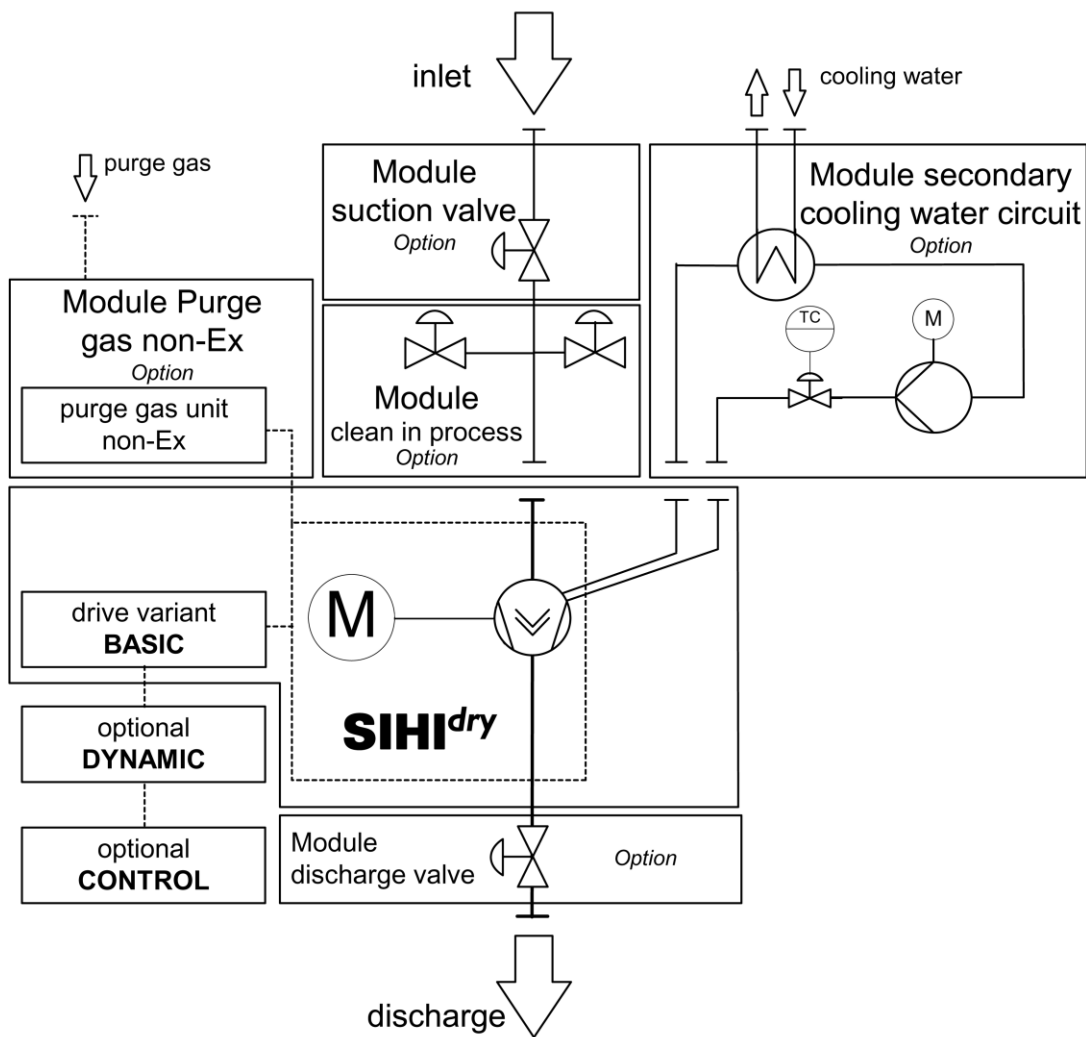 inlet
cooling water
purge gas
Module
suction valve
Option
Module secondary
cooling water circuit
Option
Module Purge
gas non-Ex
Option
purge gas unit
non-Ex
TC
M
Module
clean in process
Option
drive variant
BASIC
M
SIHIdry
optional
DYNAMIC
optional
CONTROL
Module
discharge valve
Option
discharge